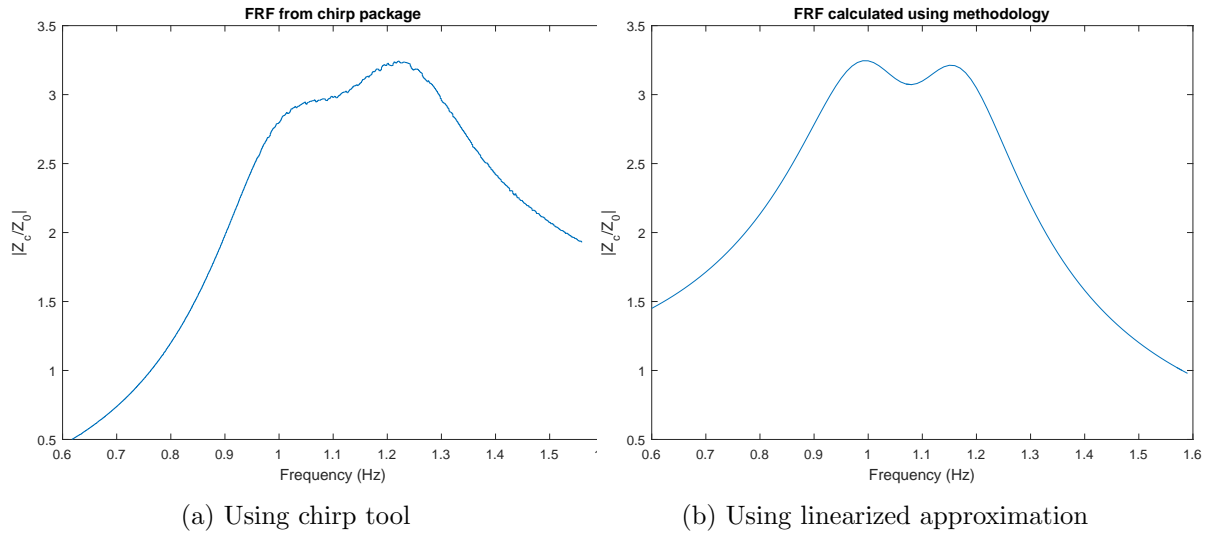 FRF from chirp package
3.5
3
2.5
2
1.5
1
0.5
|Z_c/Z_0|
0.6 0.7 0.8 0.9 1 1.1 1.2 1.3 1.4 1.5
Frequency (Hz)
(a) Using chirp tool
FRF calculated using methodology
3.5
3
2.5
2
1.5
1
0.5
|Z_c/Z_0|
0.6 0.7 0.8 0.9 1 1.1 1.2 1.3 1.4 1.5 1.6
Frequency (Hz)
(b) Using linearized approximation